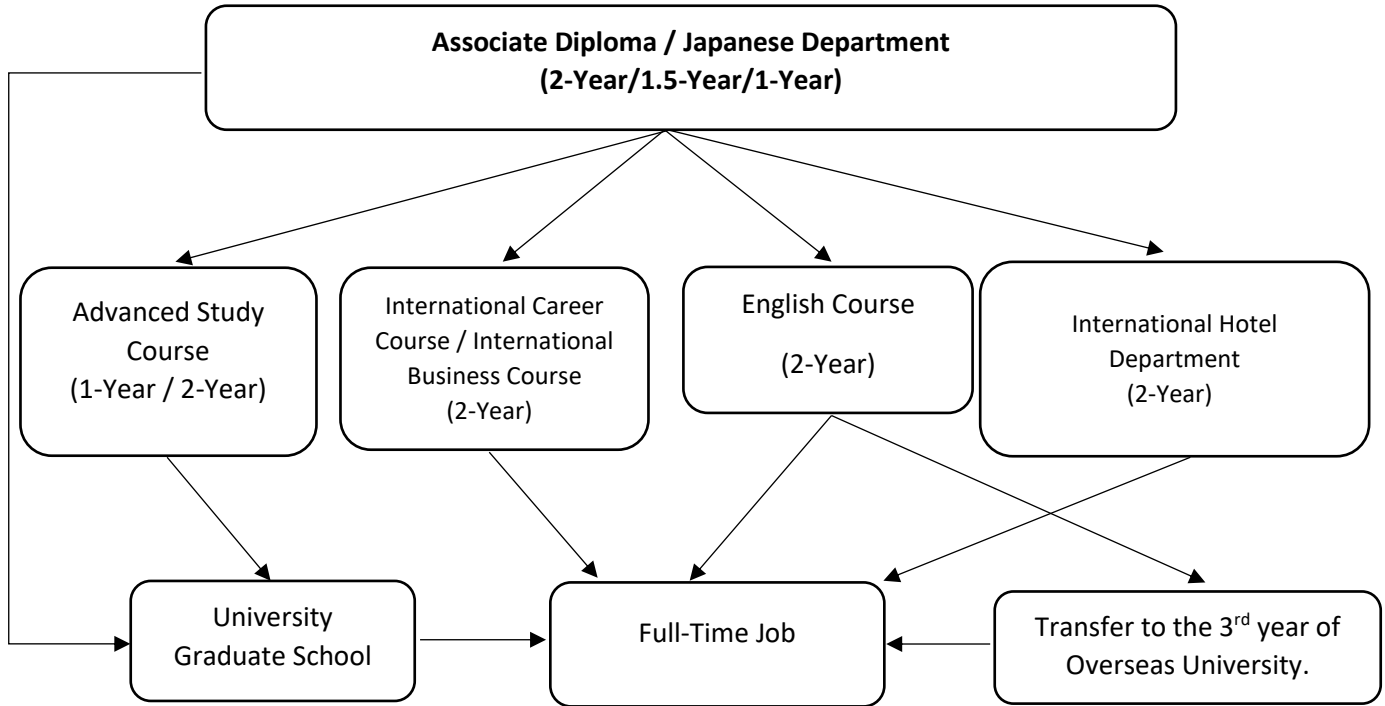 Associate Diploma / Japanese Department
(2-Year/1.5-Year/1-Year)
Advanced Study
Course
(1-Year / 2-Year)
International Career
Course / International
Business Course
(2-Year)
English Course
(2-Year)
International Hotel
Department
(2-Year)
University
Graduate School
Full-Time Job
Transfer to the 3rd year of
Overseas University.